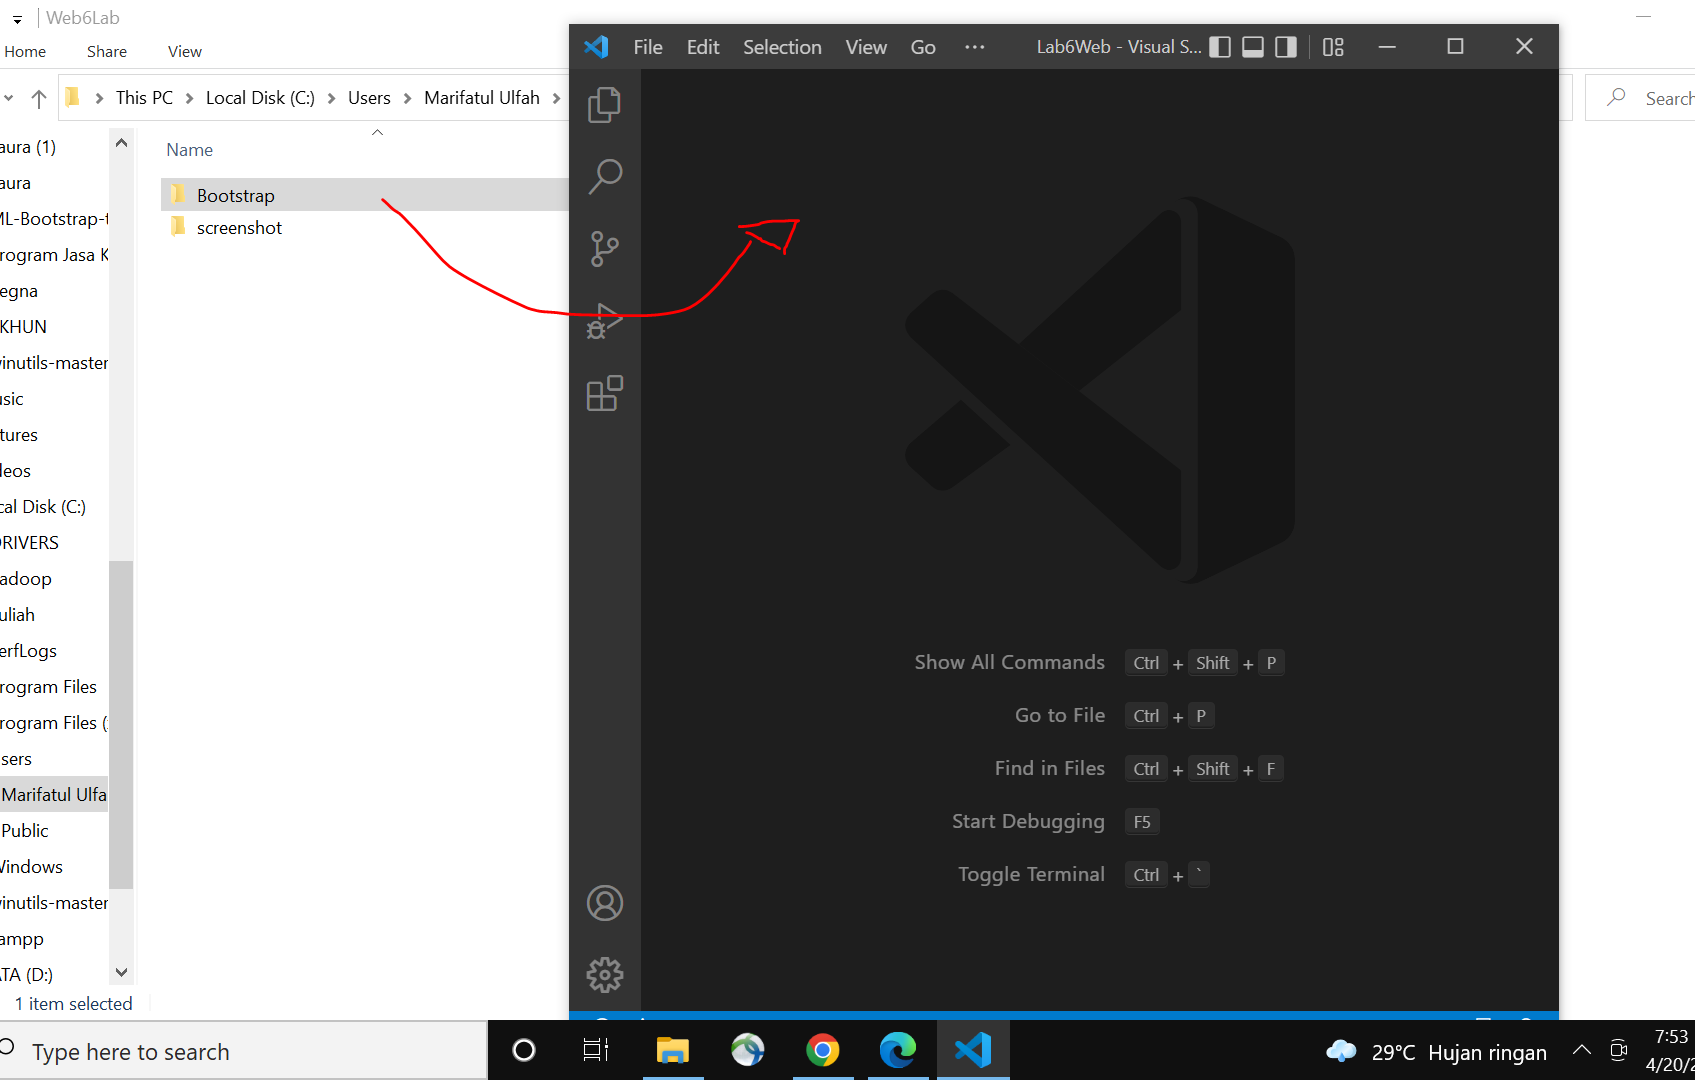 Web6Lab
Home Share View
This PC Local Disk (C:) Users Marifatul Ulfah
Search
aura (1)
aura
ML-Bootstrap-t
rogram Jasa K
egna
KHUN
vinutils-master
usic
tures
leos
cal Disk (C:)
DRIVERS
adoop
uliah
erfLogs
rogram Files
rogram Files (
sers
Marifatul Ulfa
Public
Windows
vinutils-master
ampp
ATA (D:)
Name
Bootstrap
screenshot
1 item selected
File Edit Selection View Go ··· Lab6Web - Visual S...
Show All Commands Ctrl + Shift + P
Go to File Ctrl + P
Find in Files Ctrl + Shift + F
Start Debugging F5
Toggle Terminal Ctrl + `
Type here to search
29°C Hujan ringan
7:53
4/20/2